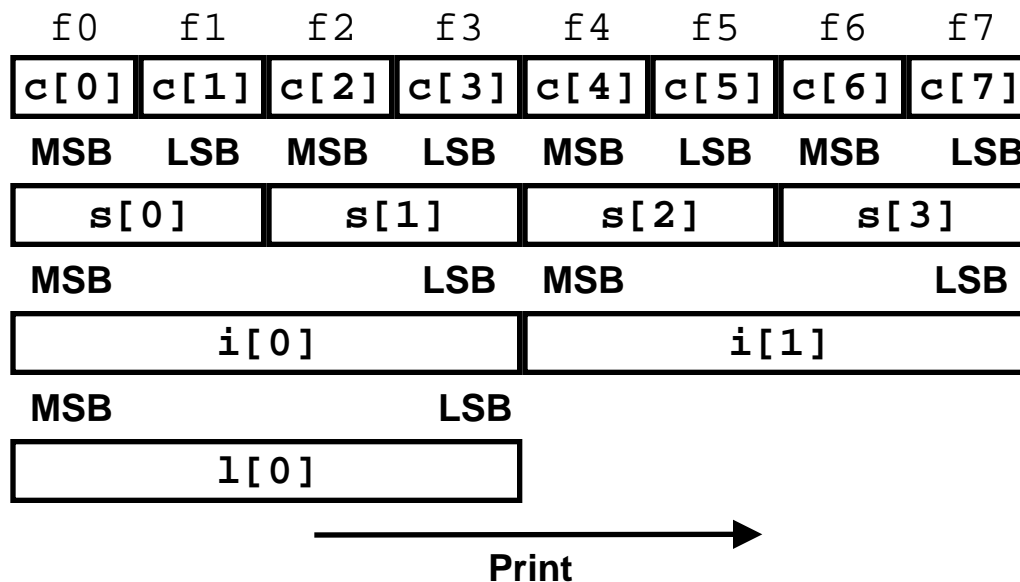 f0 f1 f2 f3 f4 f5 f6 f7
c[0] c[1] c[2] c[3] c[4] c[5] c[6] c[7]
MSB LSB MSB LSB MSB LSB MSB LSB
s[0] s[1] s[2] s[3]
MSB LSB MSB LSB
i[0] i[1]
MSB LSB
l[0]
Print